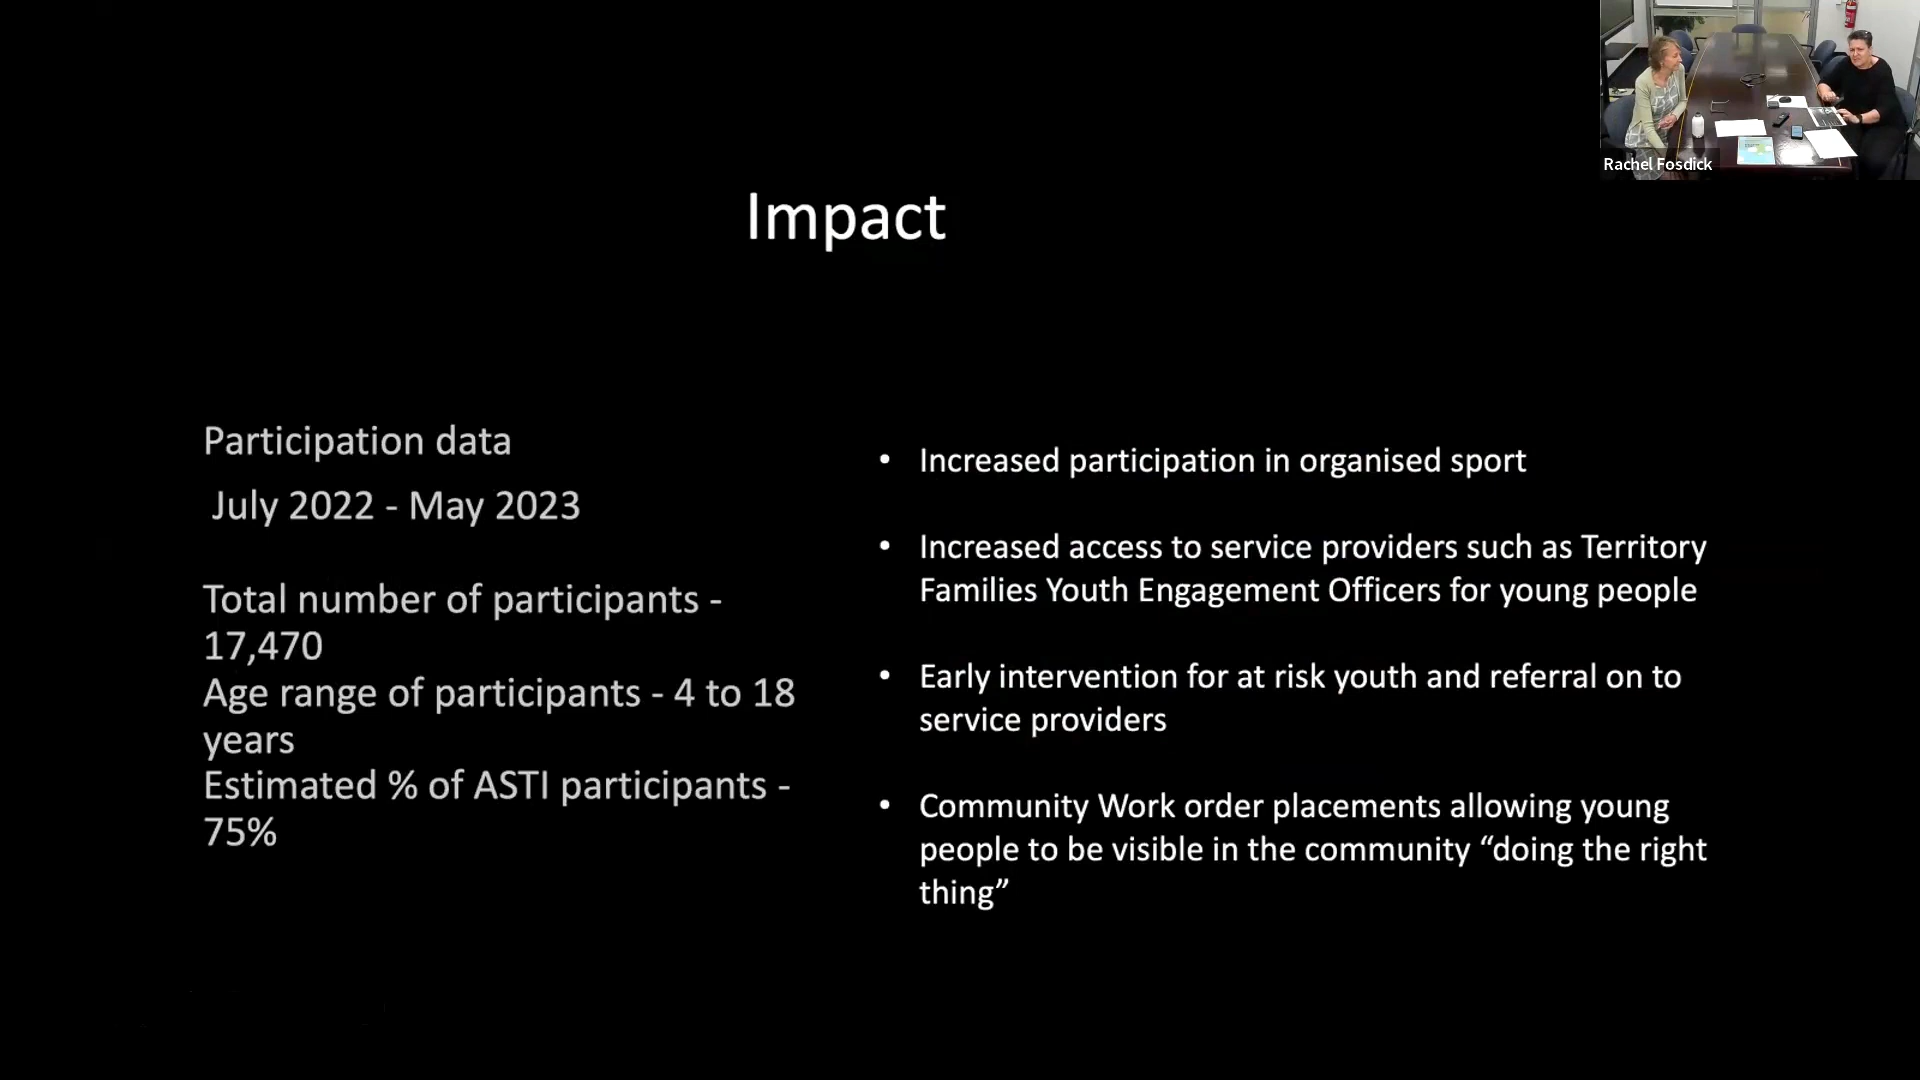 Rachel Fosdick
Impact
Participation data
July 2022 - May 2023
Total number of participants -
17,470
Age range of participants - 4 to 18
years
Estimated % of ASTI participants -
75%
• Increased participation in organised sport
• Increased access to service providers such as Territory
Families Youth Engagement Officers for young people
• Early intervention for at risk youth and referral on to
service providers
• Community Work order placements allowing young
people to be visible in the community “doing the right
thing”